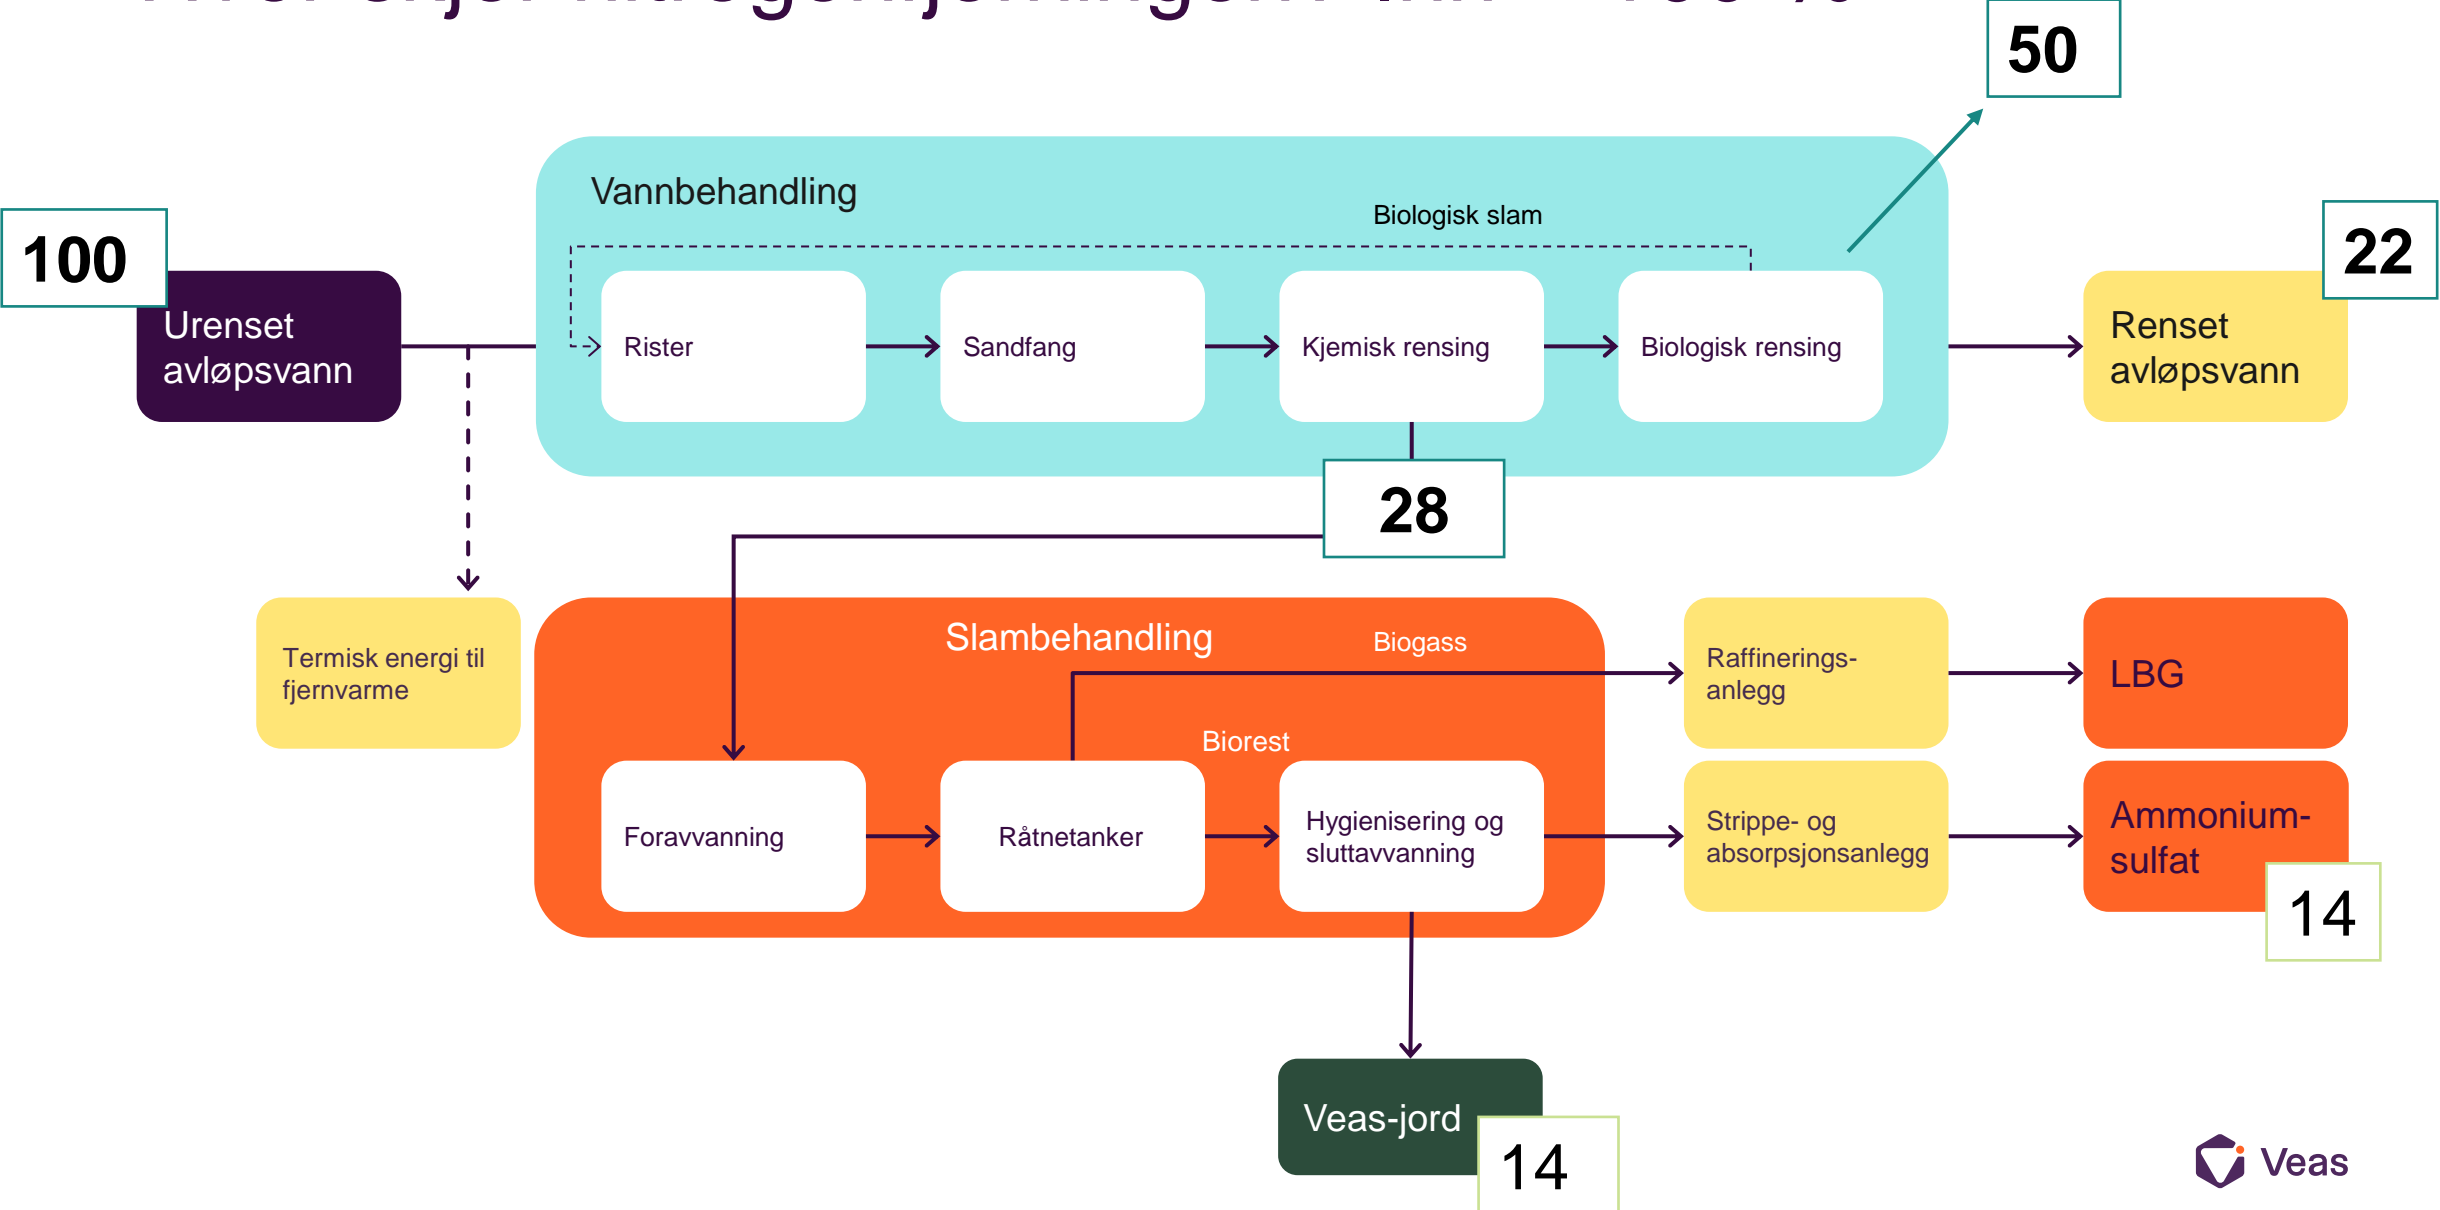 50
Vannbehandling
Biologisk slam
100
22
Urenset
avløpsvann
Rister
Sandfang
Kjemisk rensing
Biologisk rensing
Renset
avløpsvann
28
Termisk energi til
fjernvarme
Slambehandling
Biogass
Raffinerings-
anlegg
LBG
Biorest
Foravvanning
Råtnetanker
Hygienisering og
sluttavvanning
Strippe- og
absorpsjonsanlegg
Ammonium-
sulfat
14
Veas-jord
14
Veas